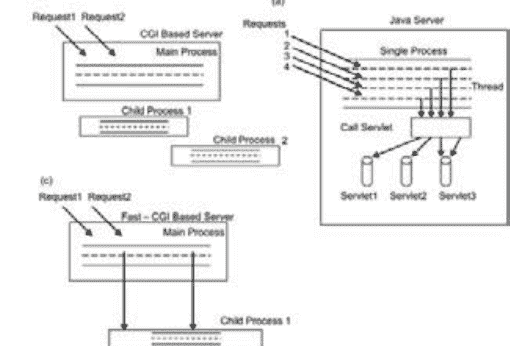 Request1 Request2
CGI Based Server
Main Process
Child Process 1
Child Process 2
(a)
Requests
1
2
3
4
Java Server
Single Process
Thread
Call Servlet
Servlet1 Servlet2 Servlet3
(c)
Request1 Request2
Fast – CGI Based Server
Main Process
Child Process 1